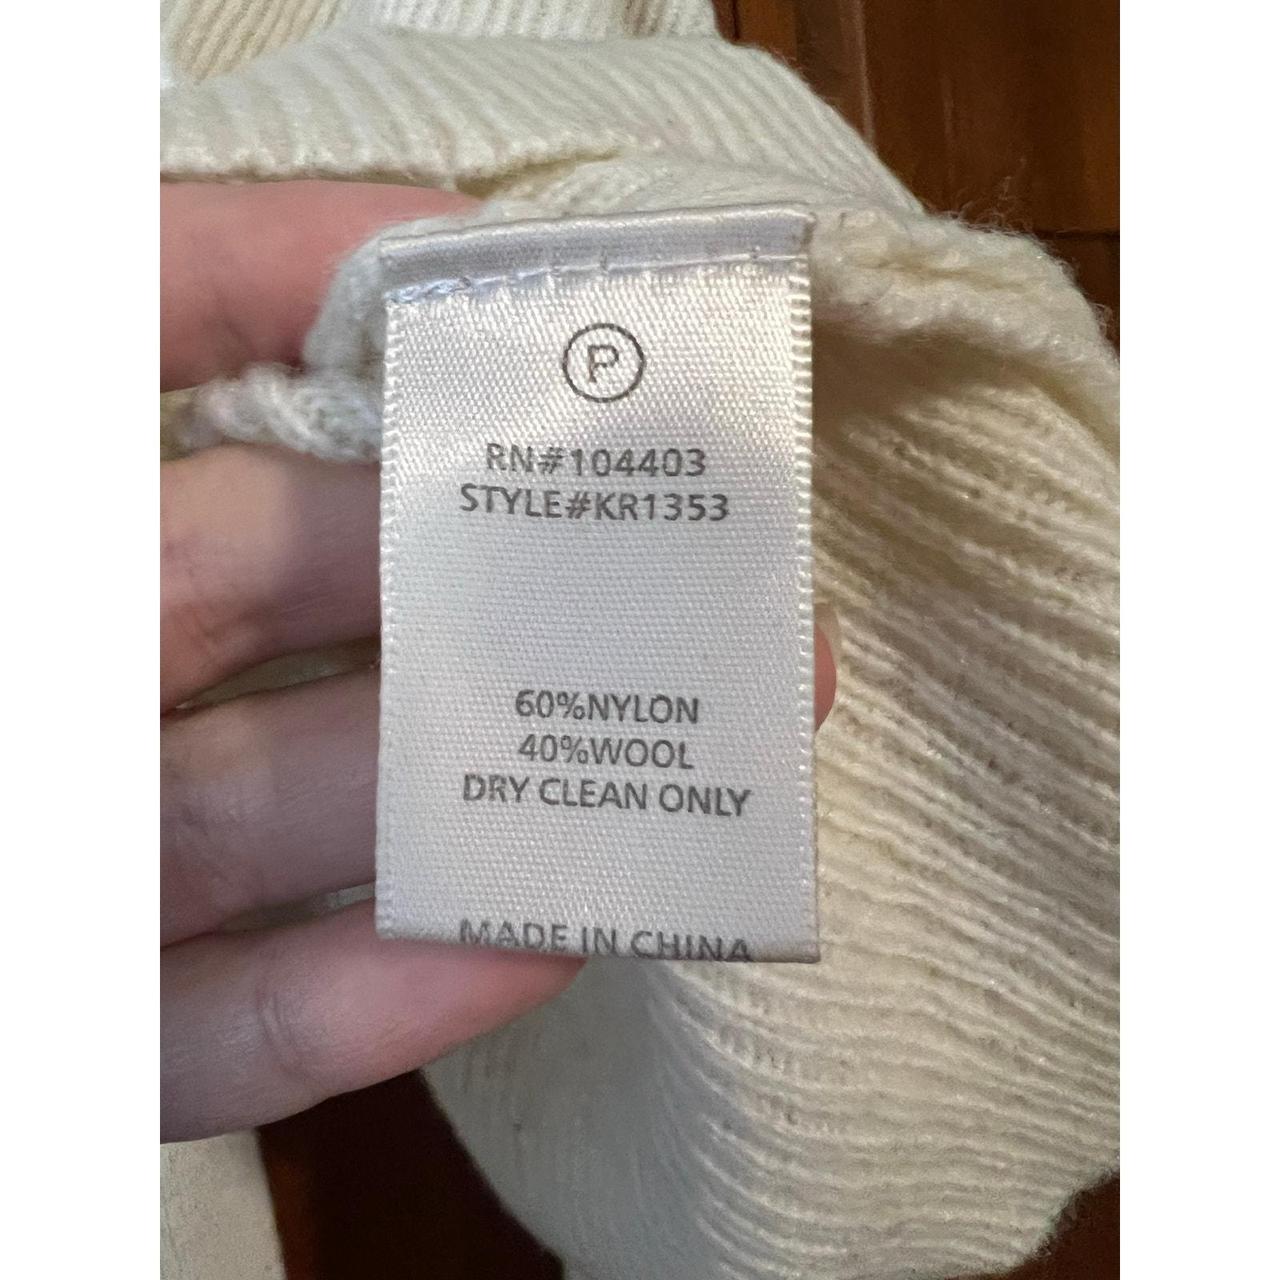 P
RN#104403
STYLE#KR1353
60%NYLON
40%WOOL
DRY CLEAN ONLY
MADE IN CHINA